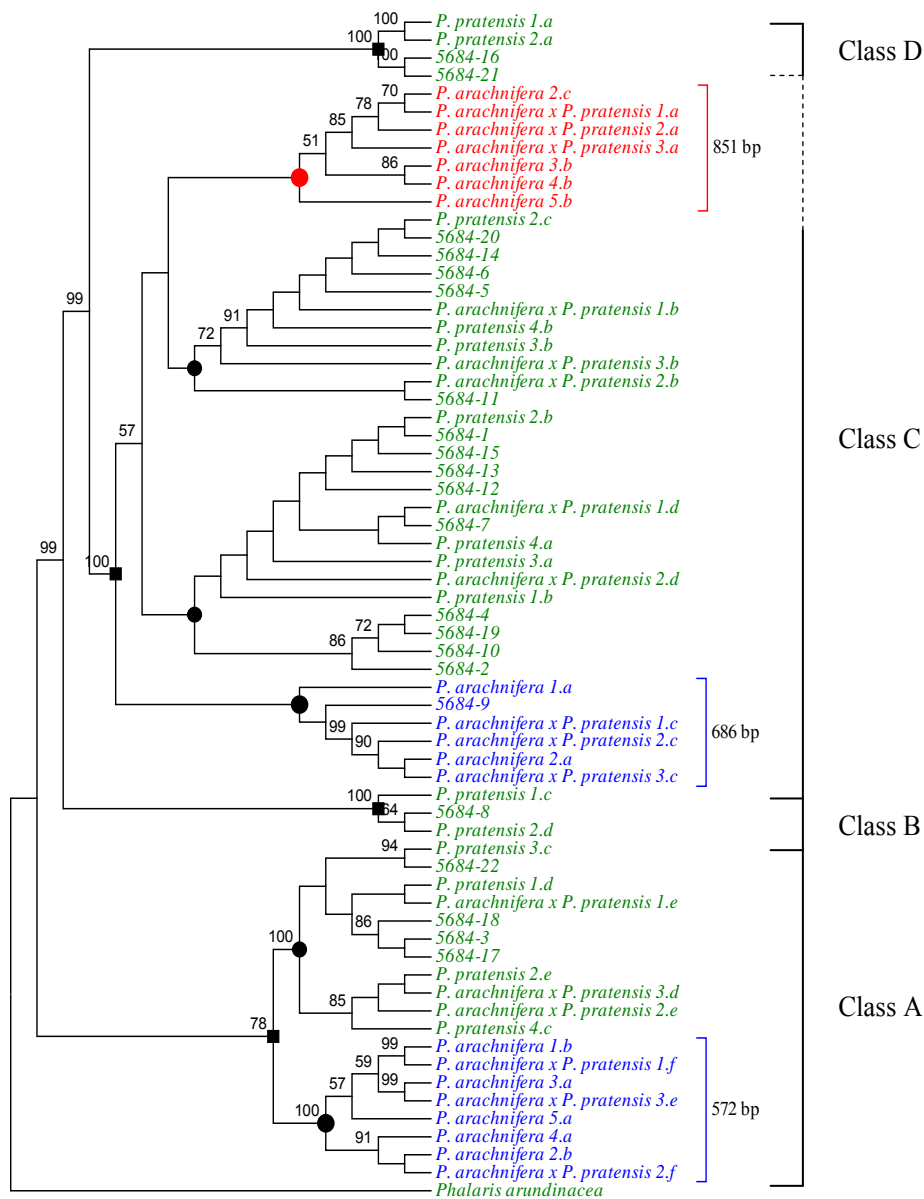 100
P. pratensis 1.a
100
P. pratensis 2.a
Class D
100
5684-16
5684-21
70
P. arachnifera 2.c
78
P. arachnifera x P. pratensis 1.a
85
P. arachnifera x P. pratensis 2.a
51
P. arachnifera x P. pratensis 3.a
851 bp
86
P. arachnifera 3.b
P. arachnifera 4.b
P. arachnifera 5.b
P. pratensis 2.c
5684-20
5684-14
5684-6
5684-5
99
91
P. arachnifera x P. pratensis 1.b
72
P. pratensis 4.b
P. pratensis 3.b
P. arachnifera x P. pratensis 3.b
P. arachnifera x P. pratensis 2.b
5684-11
P. pratensis 2.b
57
5684-1
Class C
5684-15
5684-13
5684-12
P. arachnifera x P. pratensis 1.d
5684-7
99
P. pratensis 4.a
100
P. pratensis 3.a
P. arachnifera x P. pratensis 2.d
P. pratensis 1.b
5684-4
72
5684-19
86
5684-10
5684-2
P. arachnifera 1.a
5684-9
99
P. arachnifera x P. pratensis 1.c
686 bp
90
P. arachnifera x P. pratensis 2.c
P. arachnifera 2.a
P. arachnifera x P. pratensis 3.c
100
P. pratensis 1.c
64
5684-8
Class B
P. pratensis 2.d
94
P. pratensis 3.c
5684-22
P. pratensis 1.d
P. arachnifera x P. pratensis 1.e
86
5684-18
100
5684-3
5684-17
P. pratensis 2.e
P. arachnifera x P. pratensis 3.d
85
P. arachnifera x P. pratensis 2.e
Class A
78
P. pratensis 4.c
99
P. arachnifera 1.b
59
P. arachnifera x P. pratensis 1.f
57
99
P. arachnifera 3.a
P. arachnifera x P. pratensis 3.e
572 bp
100
P. arachnifera 5.a
91
P. arachnifera 4.a
P. arachnifera 2.b
P. arachnifera x P. pratensis 2.f
Phalaris arundinacea